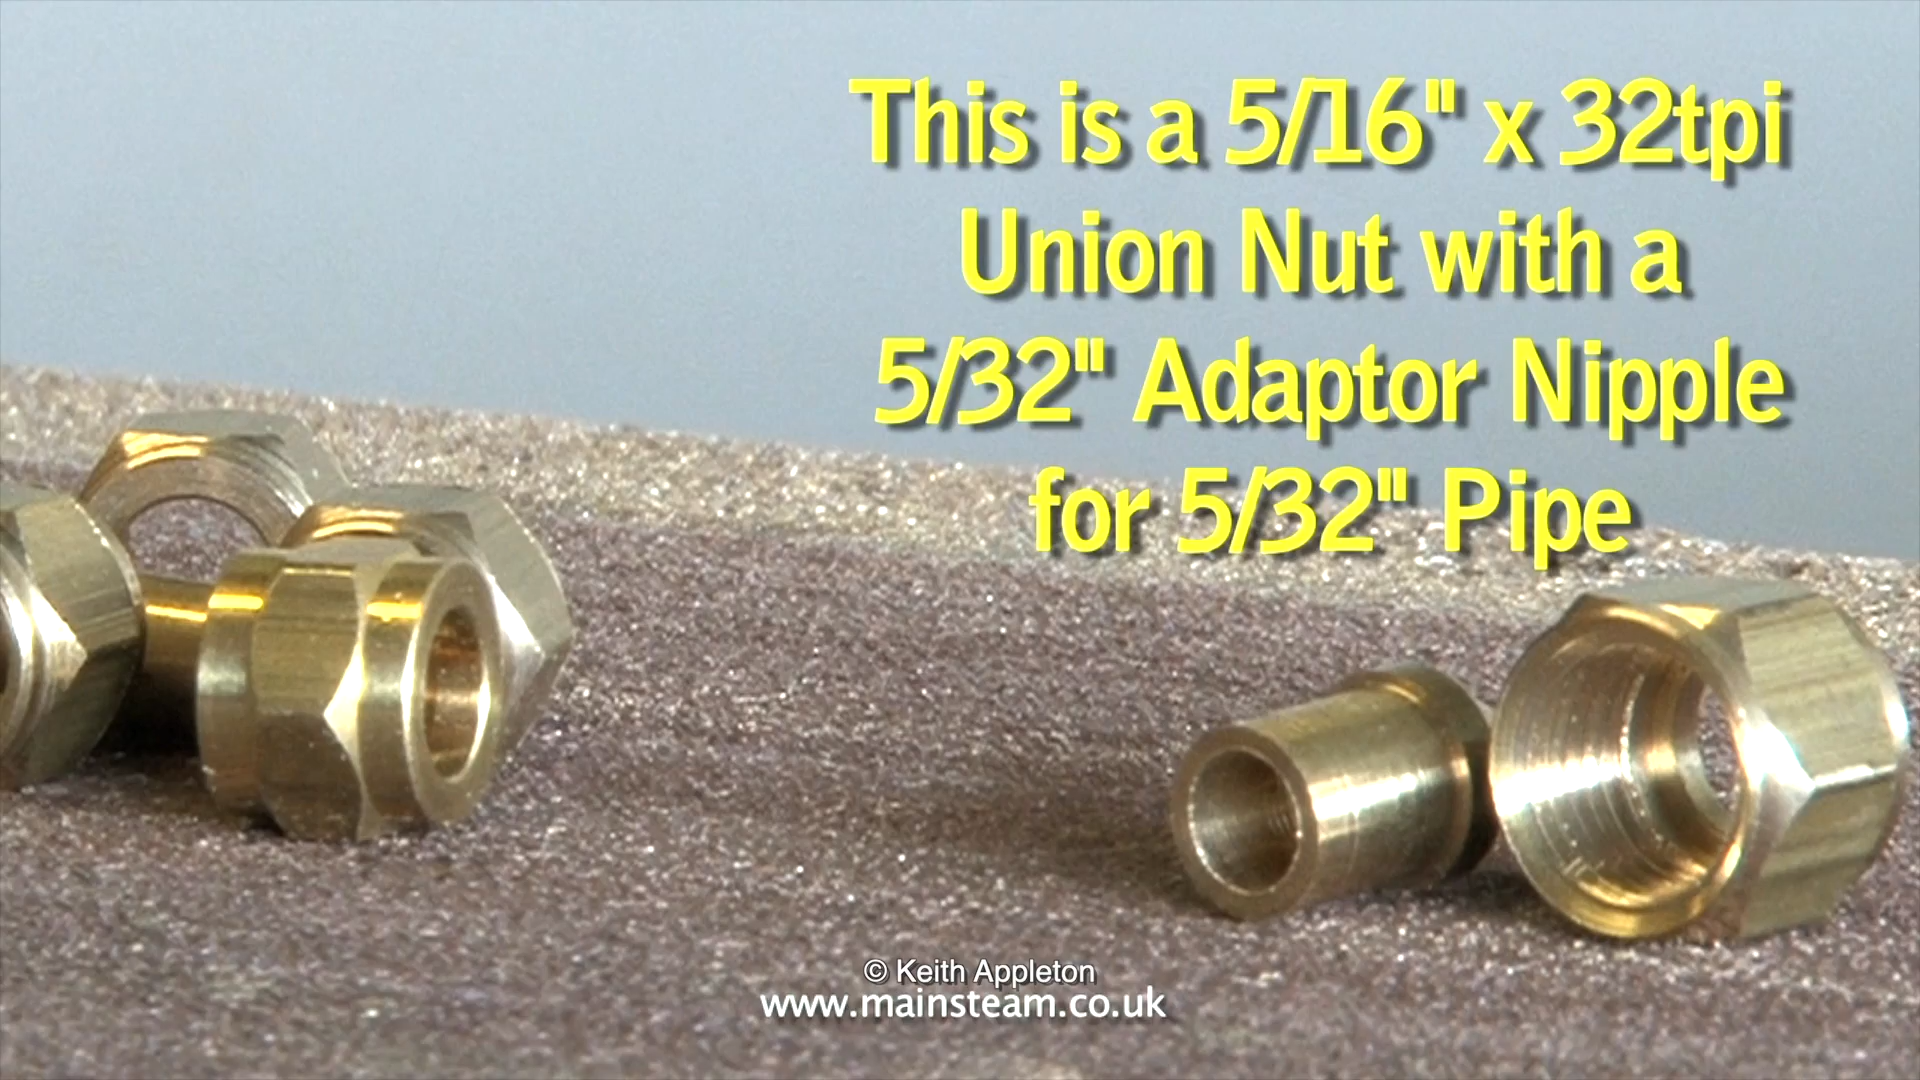 This is a 5/16" x 32tpi
Union Nut with a
5/32" Adaptor Nipple
for 5/32" Pipe
© Keith Appleton
www.mainsteam.co.uk